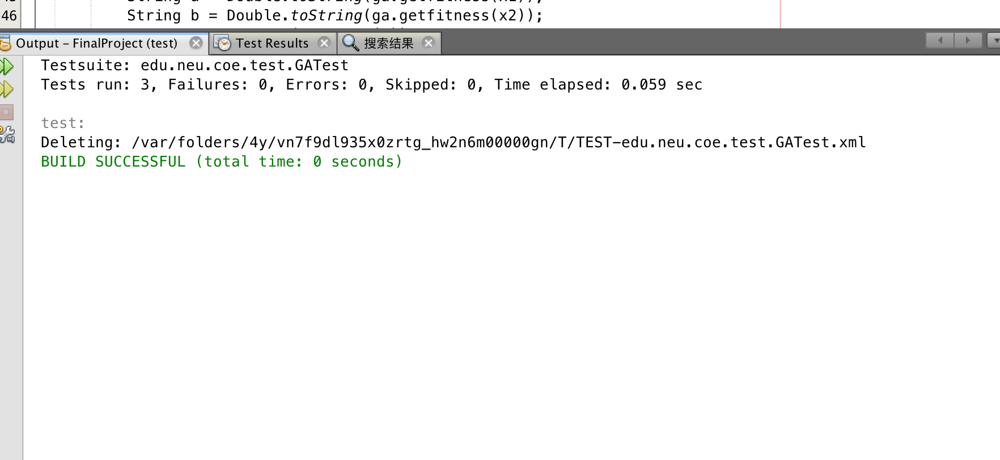 46 String b = Double.toString(ga.getfitness(x2));
Output – FinalProject (test) Test Results 搜索结果
Testsuite: edu.neu.coe.test.GATest
Tests run: 3, Failures: 0, Errors: 0, Skipped: 0, Time elapsed: 0.059 sec
test:
Deleting: /var/folders/4y/vn7f9dl935x0zrtg_hw2n6m00000gn/T/TEST-edu.neu.coe.test.GATest.xml
BUILD SUCCESSFUL (total time: 0 seconds)